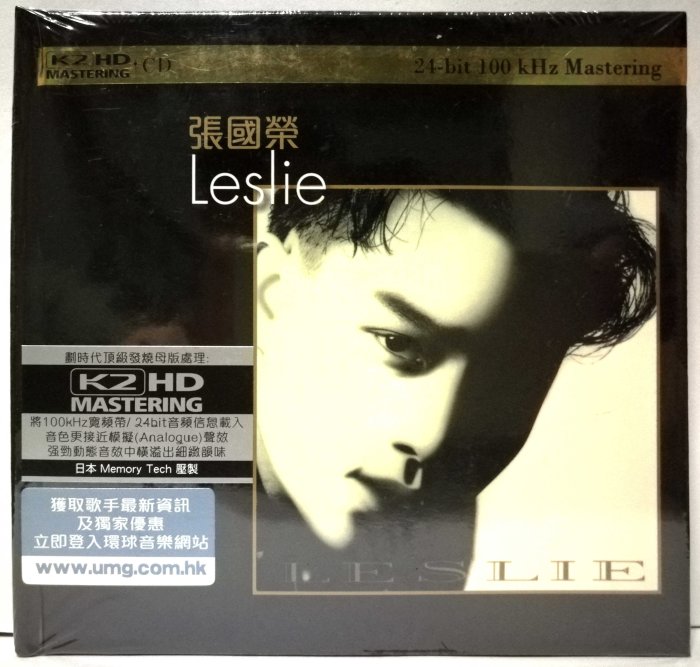 K2 HD MASTERING + CD
24-bit 100 kHz Mastering
張國榮
Leslie
劃時代頂級發燒母版處理:
K2 HD
MASTERING
將100kHz寬頻帶/ 24bit音頻信息載入
音色更接近模擬(Analogue)聲效
强勁動態音效中橫溢出細緻韻味
日本 Memory Tech 壓製
獲取歌手最新資訊
及獨家優惠
立即登入環球音樂網站
www.umg.com.hk
LESLIE